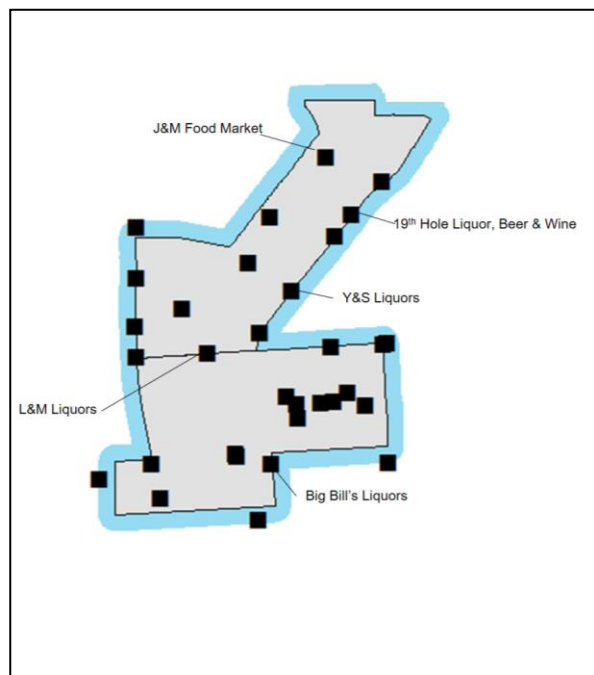 J&M Food Market
19th Hole Liquor, Beer & Wine
Y&S Liquors
L&M Liquors
Big Bill's Liquors